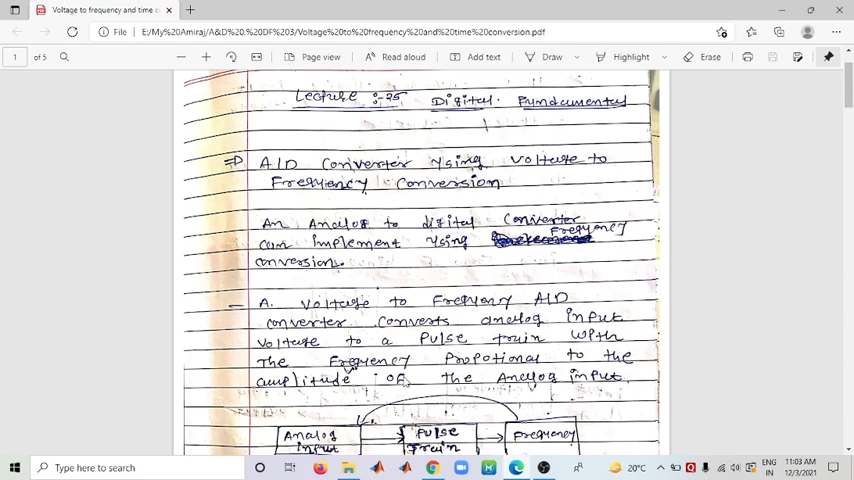 Voltage to frequency and time co
File
E:/My%20Amiraj/A&D%20.%20DF%203/Voltage%20to%20frequency%20and%20time%20conversion.pdf
1 of 5
Page view
Read aloud
Add text
Draw
Highlight
Erase
Lecture :- 25 Digital Fundamental
⇒ A/D Converter Using Voltage to
Frequency Conversion
An Analog to digital Converter
can implement Using Frequency
conversion.
- A. Voltage to Frequency A/D
converter converts analog input
voltage to a Pulse train with
the Frequency Propotional to the
amplitude of the Analog input.
Analog input
Pulse Train
Frequency
Type here to search
20°C
ENG
IN
11:03 AM
12/3/2021